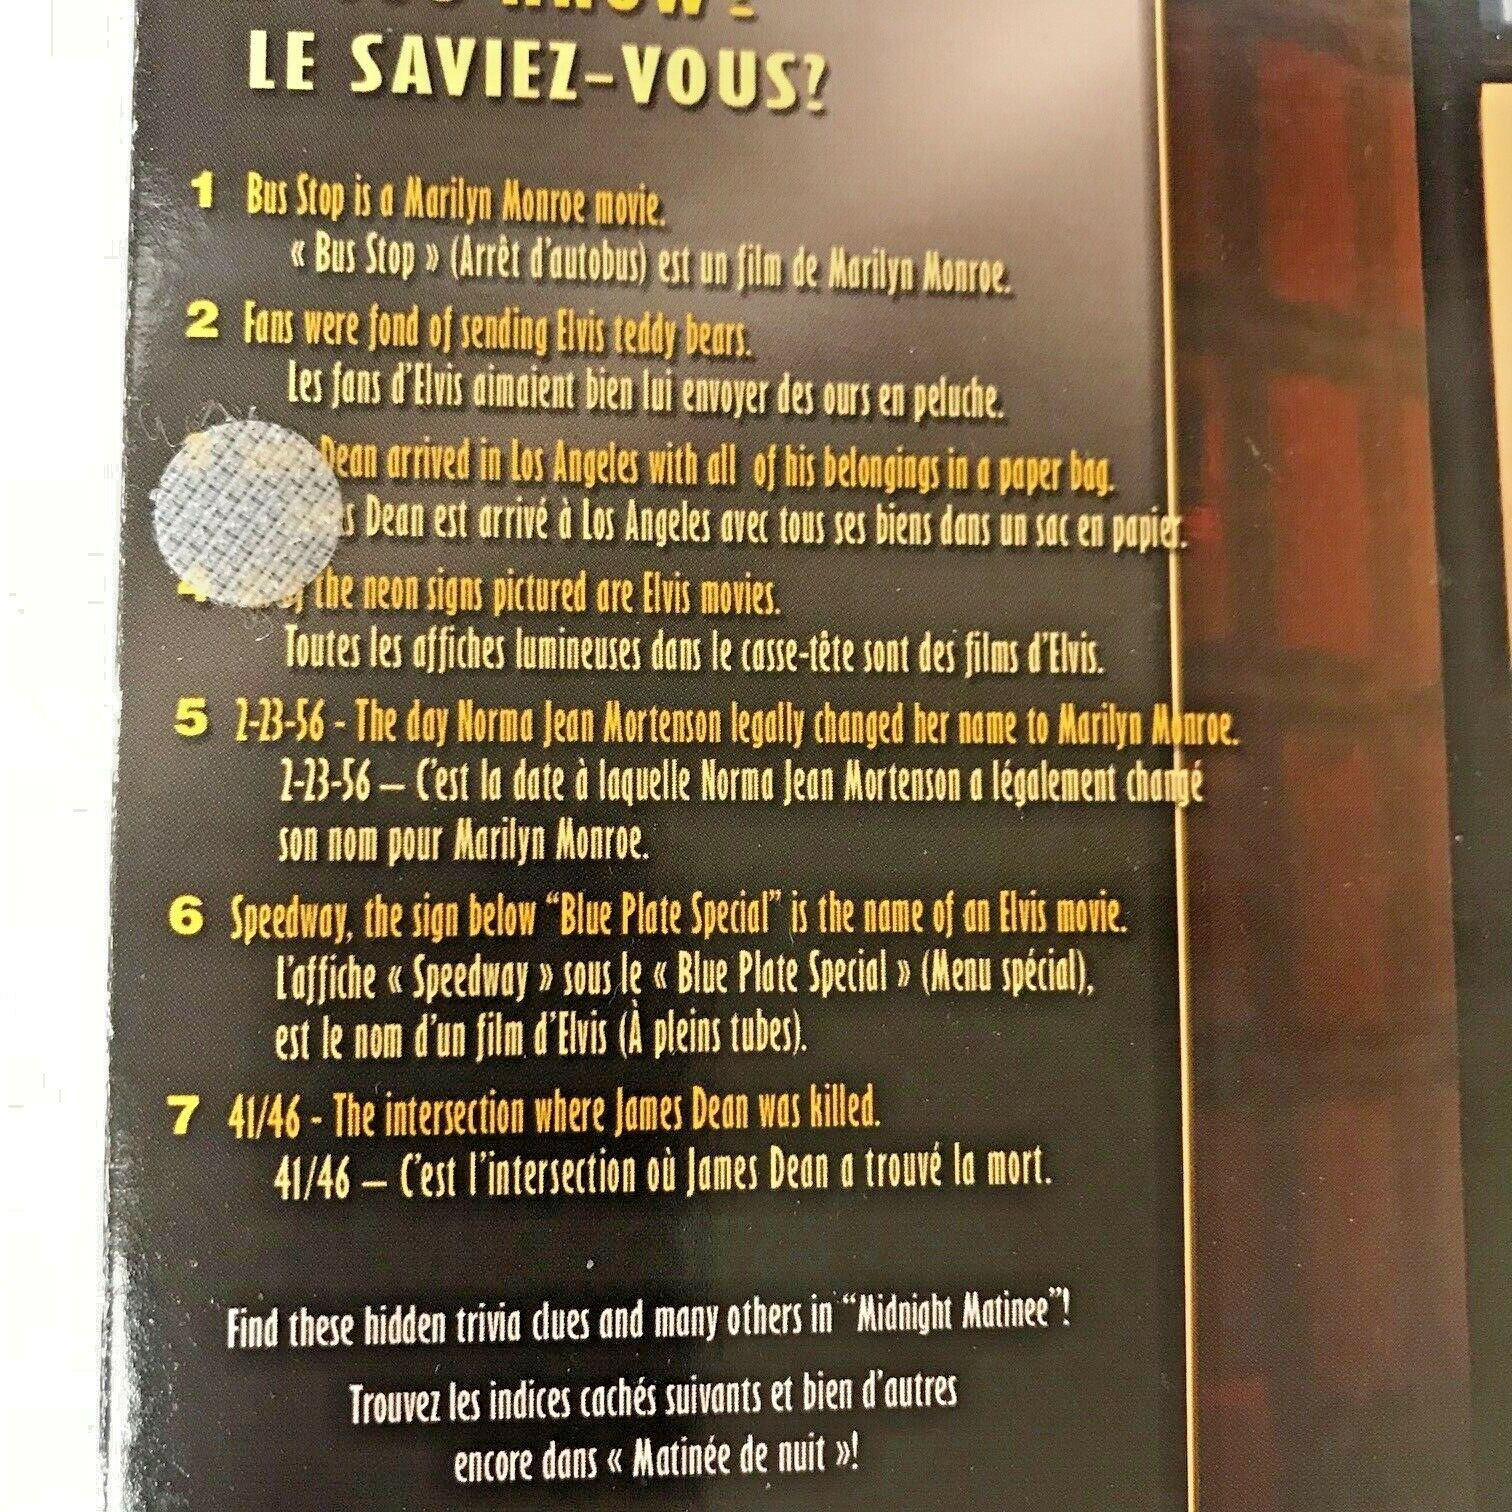 LE SAVIEZ-VOUS?
1 Bus Stop is a Marilyn Monroe movie.
« Bus Stop » (Arrêt d'autobus) est un film de Marilyn Monroe.
2 Fans were fond of sending Elvis teddy bears.
Les fans d'Elvis aimaient bien lui envoyer des ours en peluche.
Dean arrived in Los Angeles with all of his belongings in a paper bag.
Dean est arrivé à Los Angeles avec tous ses biens dans un sac en papier.
the neon signs pictured are Elvis movies.
Toutes les affiches lumineuses dans le casse-tête sont des films d'Elvis.
5 2-23-56 - The day Norma Jean Mortenson legally changed her name to Marilyn Monroe.
2-23-56 – C'est la date à laquelle Norma Jean Mortenson a légalement changé
son nom pour Marilyn Monroe.
6 Speedway, the sign below “Blue Plate Special” is the name of an Elvis movie.
L'affiche « Speedway » sous le « Blue Plate Special » (Menu spécial),
est le nom d'un film d'Elvis (À pleins tubes).
7 41/46 - The intersection where James Dean was killed.
41/46 – C'est l'intersection où James Dean a trouvé la mort.
Find these hidden trivia clues and many others in “Midnight Matinee”!
Trouvez les indices cachés suivants et bien d'autres
encore dans « Matinée de nuit »!